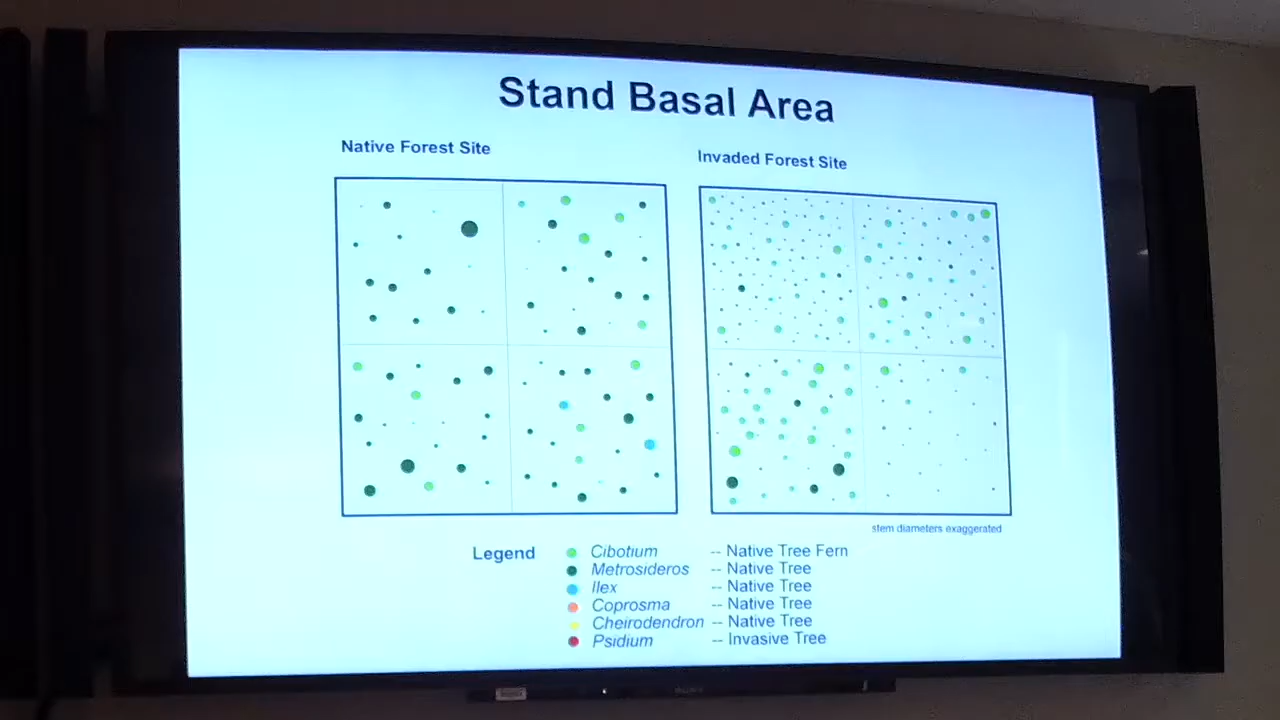 Stand Basal Area
Native Forest Site
Invaded Forest Site
stem diameters exaggerated
Legend
Cibotium -- Native Tree Fern
Metrosideros -- Native Tree
Ilex -- Native Tree
Coprosma -- Native Tree
Cheirodendron -- Native Tree
Psidium -- Invasive Tree